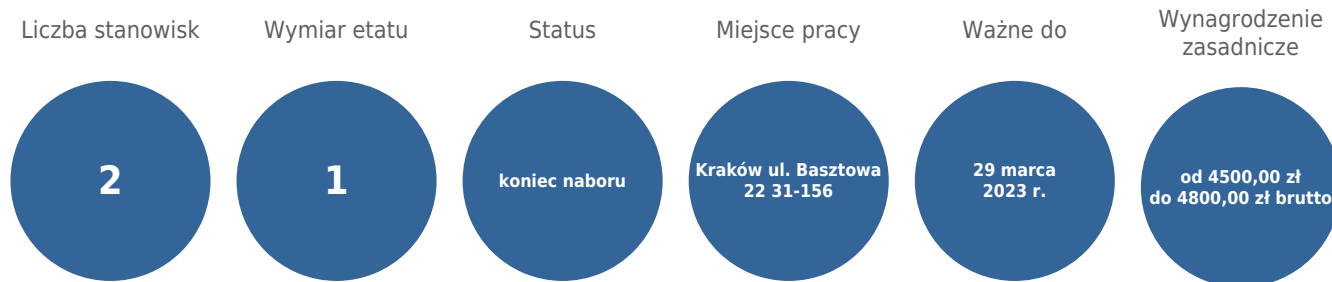 Liczba stanowisk
2
Wymiar etatu
1
Status
koniec naboru
Miejsce pracy
Kraków ul. Basztowa
22 31-156
Ważne do
29 marca
2023 r.
Wynagrodzenie
zasadnicze
od 4500,00 zł
do 4800,00 zł brutto